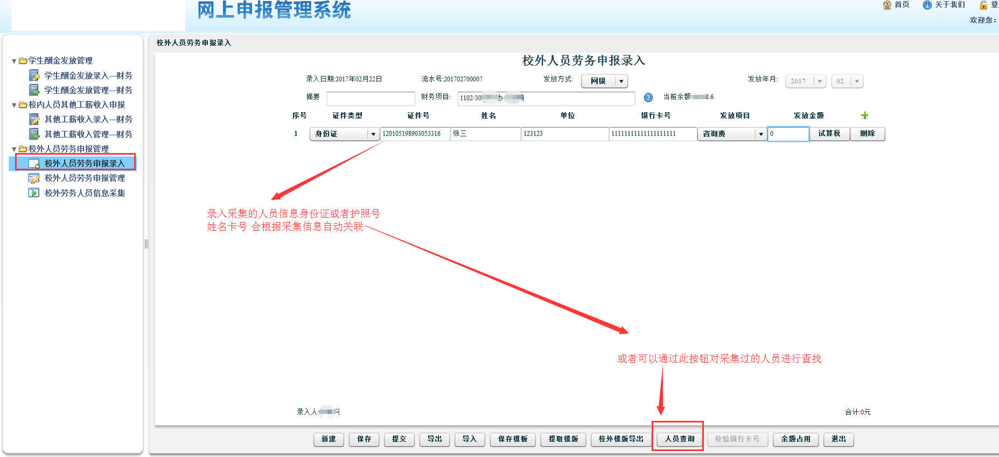 网上申报管理系统
首页 关于我们 登
欢迎您:
学生酬金发放管理
学生酬金发放录入—财务
学生酬金发放管理—财务
校内人员其他工薪收入申报
其他工薪收入录入—财务
其他工薪收入管理—财务
校外人员劳务申报管理
校外人员劳务申报录入
校外人员劳务申报管理
校外劳务人员信息采集
校外人员劳务申报录入
校外人员劳务申报录入
录入日期:2017年02月22日 流水号:201702700007 发放方式: 网银 发放年月: 2017 02
摘要 财务项目: 1102/30 办 费 当前余额 8.6
序号 证件类型 证件号 姓名 单位 银行卡号 发放项目 发放金额
1 身份证 120105198903053316 张三 123123 11111111111111111111 咨询费 0 试算税 删除
录入采集的人员信息身份证或者护照号
姓名卡号 会根据采集信息自动关联
或者可以通过此按钮对采集过的人员进行查找
录入人: 兴 合计:0元
新建 保存 提交 导出 导入 保存模板 提取模版 校外模版导出 人员查询 校验银行卡号 余额占用 退出